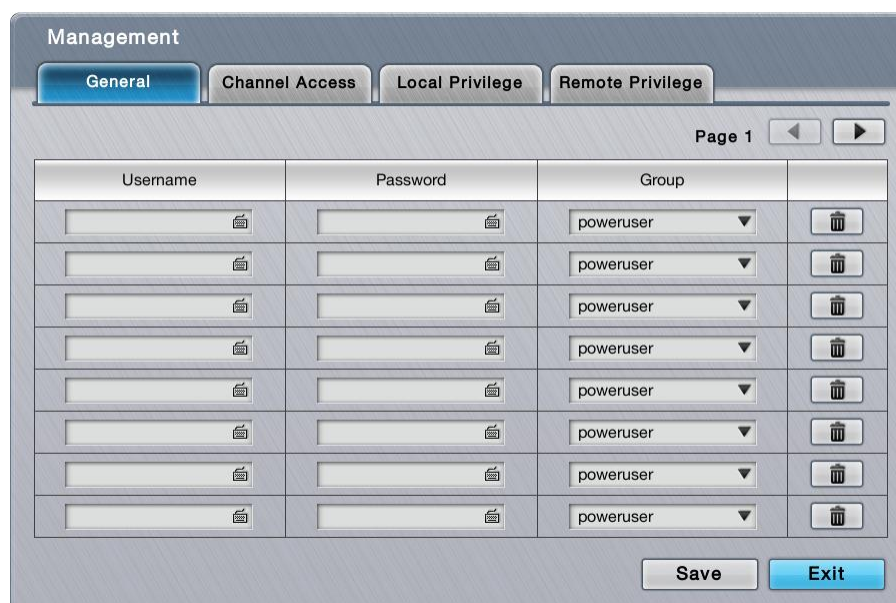 Management
General Channel Access Local Privilege Remote Privilege
Page 1
Username Password Group
poweruser
poweruser
poweruser
poweruser
poweruser
poweruser
poweruser
poweruser
Save Exit